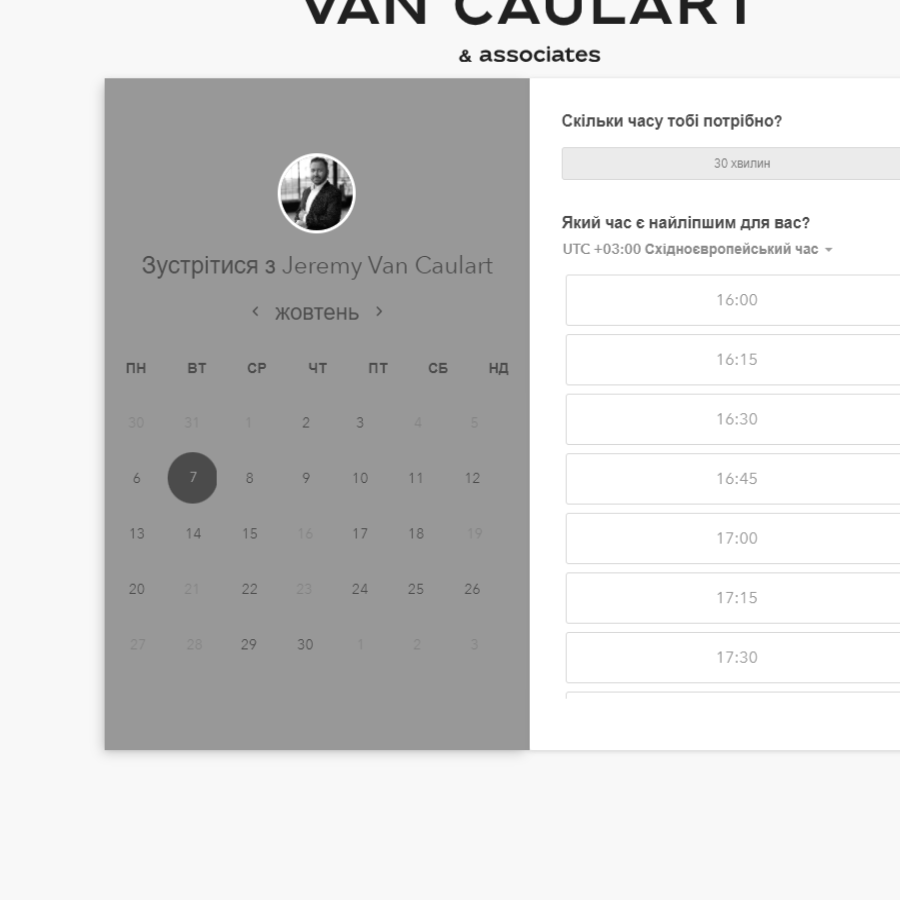 VAN CAULART
& associates
Зустрітися з Jeremy Van Caulart
жовтень
ПН ВТ СР ЧТ ПТ СБ НД
30 31 1 2 3 4 5
6 7 8 9 10 11 12
13 14 15 16 17 18 19
20 21 22 23 24 25 26
27 28 29 30 1 2 3
Скільки часу тобі потрібно?
30 хвилин
Який час є найліпшим для вас?
UTC +03:00 Східноєвропейський час
16:00
16:15
16:30
16:45
17:00
17:15
17:30